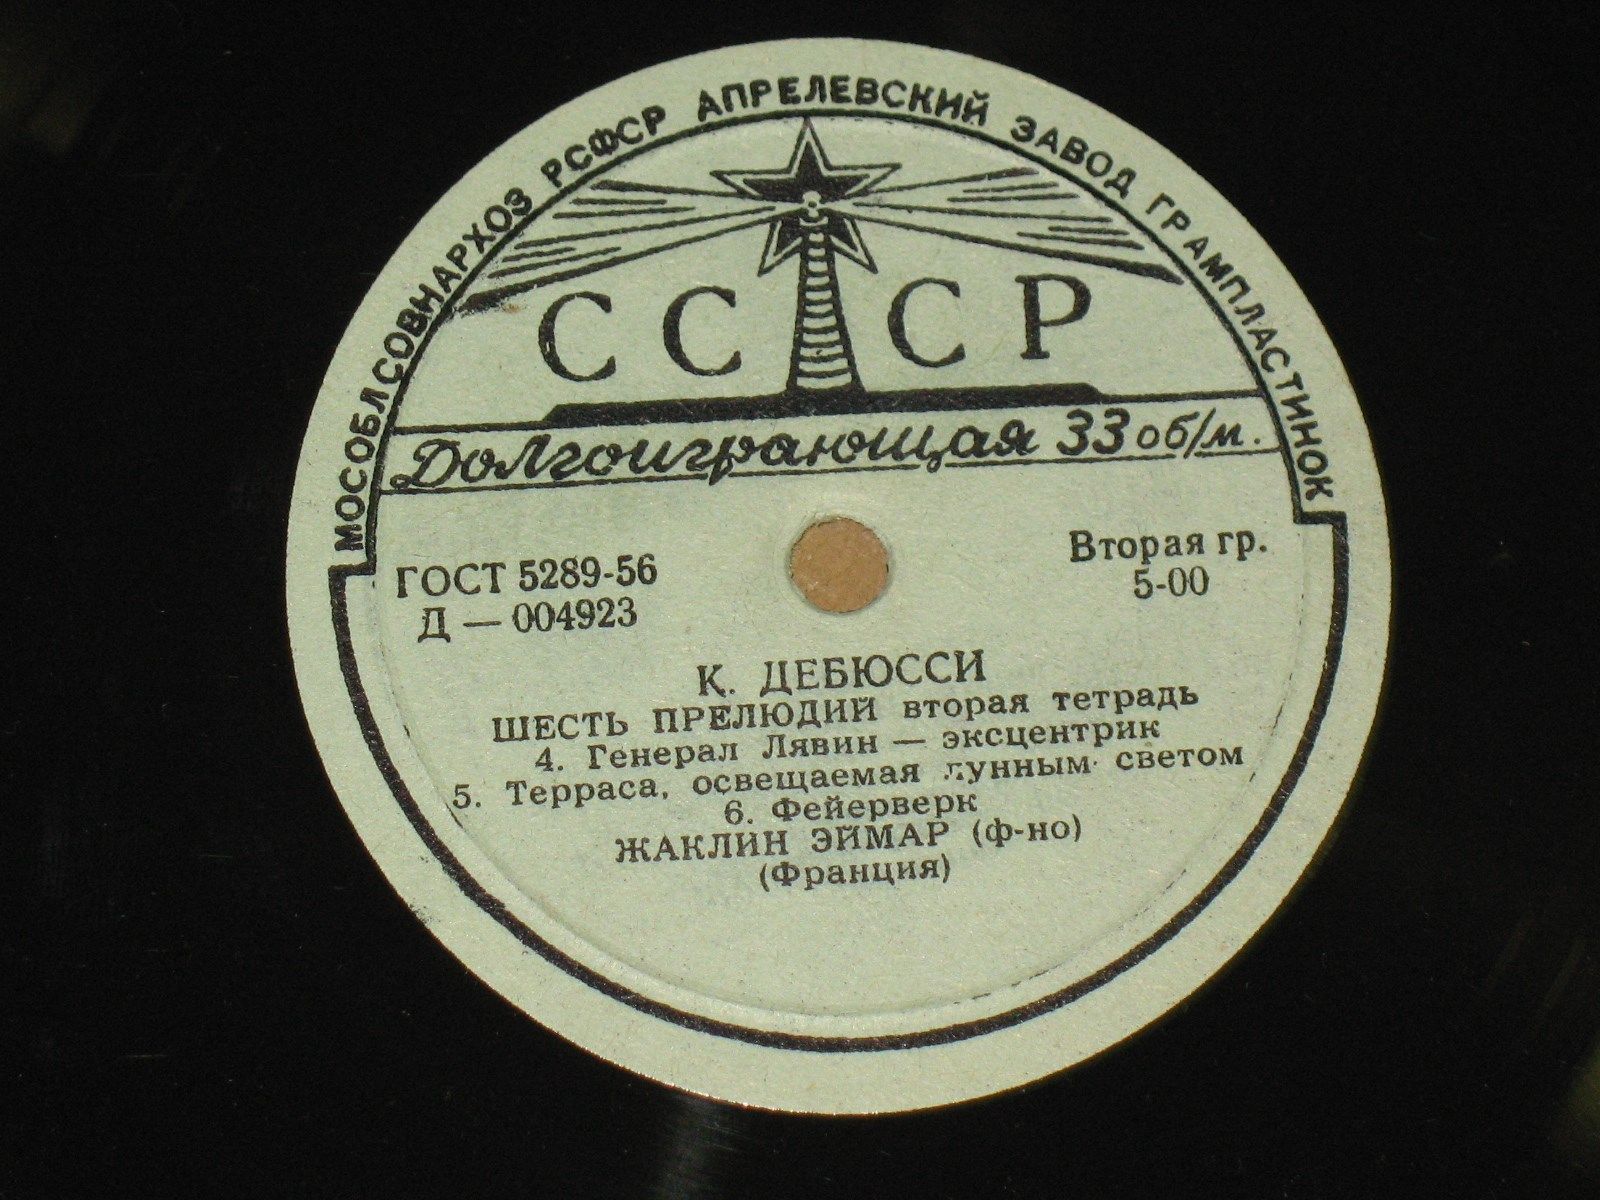 МОСОБЛСОВНАРХОЗ РСФСР АПРЕЛЕВСКИЙ ЗАВОД ГРАМПЛАСТИНОК
СССР
Долгоиграющая 33 об/м.
ГОСТ 5289-56
Д — 004923
Вторая гр.
5-00
К. ДЕБЮССИ
ШЕСТЬ ПРЕЛЮДИЙ вторая тетрадь
4. Генерал Лявин — эксцентрик
5. Терраса, освещаемая лунным светом
6. Фейерверк
ЖАКЛИН ЭЙМАР (ф-но)
(Франция)